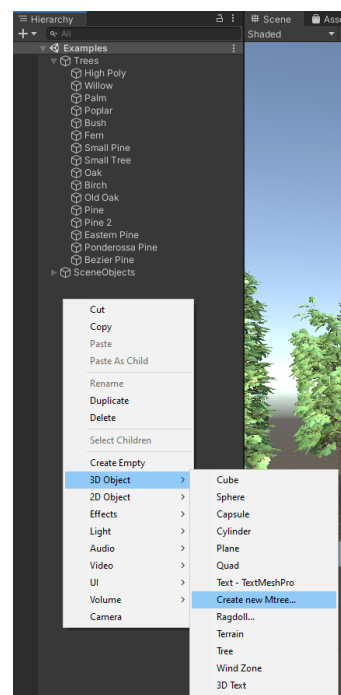 Hierarchy
# Scene
Asse
All
Shaded
Examples
Trees
High Poly
Willow
Palm
Poplar
Bush
Fern
Small Pine
Small Tree
Oak
Birch
Old Oak
Pine
Pine 2
Eastern Pine
Ponderossa Pine
Bezier Pine
SceneObjects
Cut
Copy
Paste
Paste As Child
Rename
Duplicate
Delete
Select Children
Create Empty
3D Object
2D Object
Effects
Light
Audio
Video
UI
Volume
Camera
Cube
Sphere
Capsule
Cylinder
Plane
Quad
Text - TextMeshPro
Create new Mtree...
Ragdoll...
Terrain
Tree
Wind Zone
3D Text